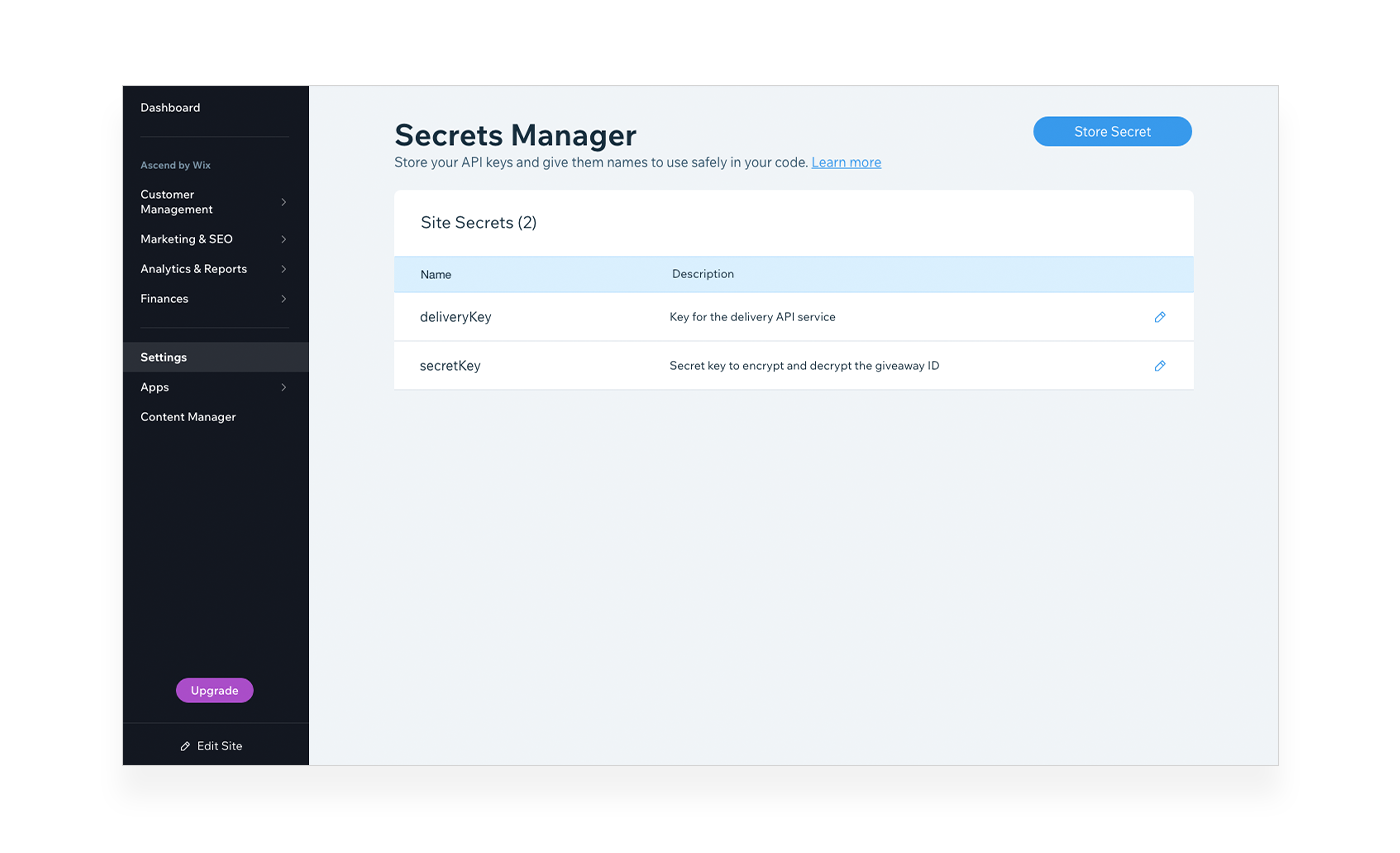 Dashboard
Ascend by Wix
Customer
Management
Marketing & SEO
Analytics & Reports
Finances
Settings
Apps
Content Manager
Upgrade
Edit Site
Secrets Manager
Store your API keys and give them names to use safely in your code. Learn more
Store Secret
Site Secrets (2)
Name Description
deliveryKey Key for the delivery API service
secretKey Secret key to encrypt and decrypt the giveaway ID